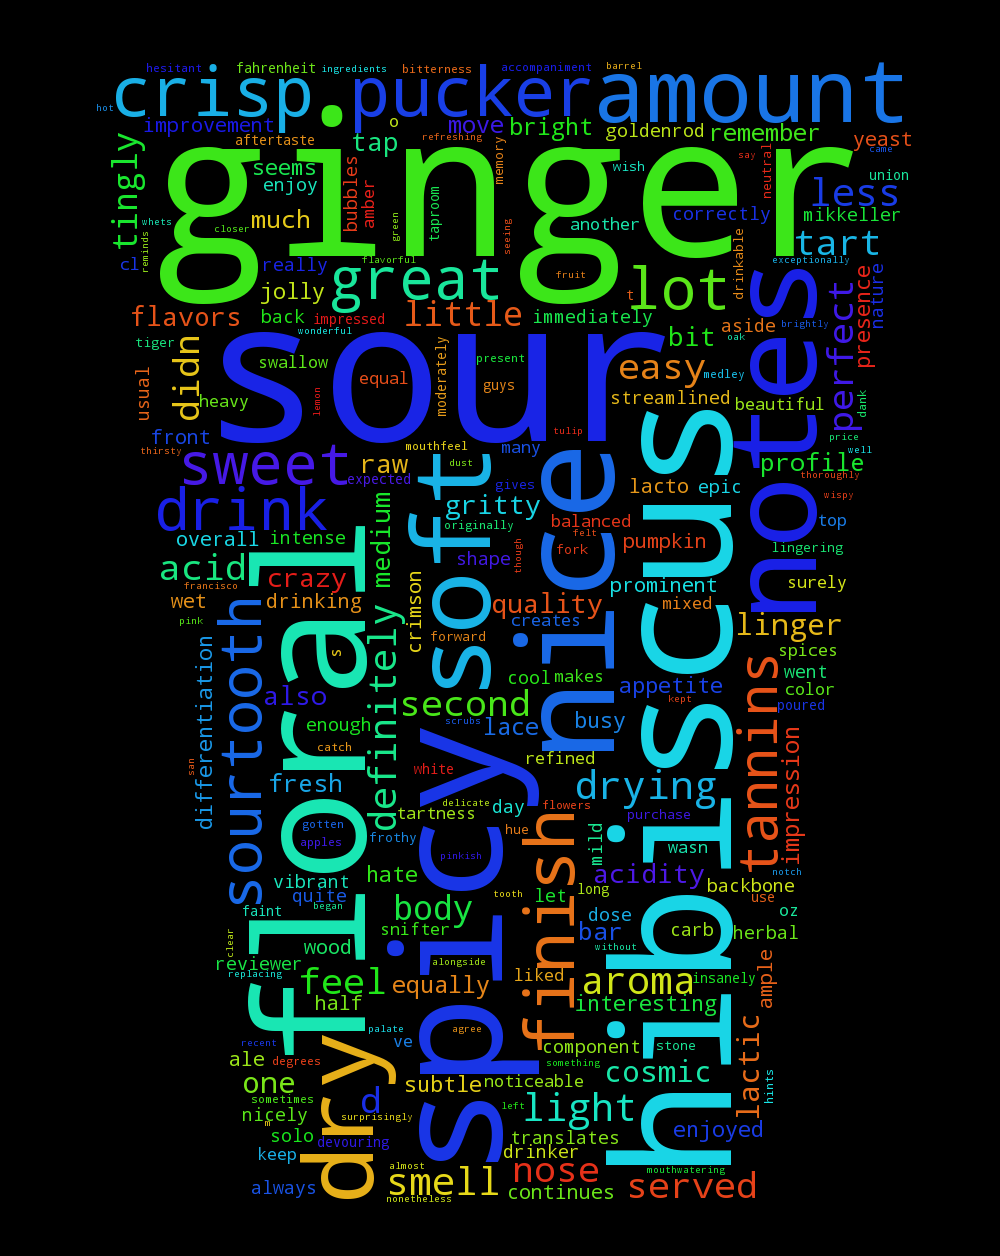 hesitant fahrenheit ingredients bitterness accompaniment barrel
hot crisp pucker amount
improvement o move bright goldenrod remember yeast
aftertaste tap refreshing
tingly ginger
seems bubbles amber memory wish neutral say came union
whets enjoy much green taproom another correctly less mikkeller
reminds closer seeing tart
cl really flavorful fruit drinkable exceptionally
jolly great t lot notes nature presence
flavors back impressed little immediately bit aside brightly perfect
wonderful oak
tiger didn sour present easy medley
swallow equal moderately guys
usual heavy lemon streamlined beautiful dank
front tulip price
thirsty mouthfeel many well
sweet raw soft dust nices hibiscus profile
expected gives lacto epic thoroughly
drink gritty wispy
originally balanced top
overall intense medium felt
acid shape though fork pumpkin lingering
francisco crazy prominent surely
wet drinking crimson quality mixed
pink creates linger
sourtooth floral s forward spices
differentiation definitely cool makes went
also second appetite color
enough scrubs lace busy kept poured
san catch refined tannins
white impression
fresh spicy drying notch
delicate day flowers
gotten tartness purchase
apples frothy hue finish mild wasn
pinkish
vibrant hate acidity backbone
quite tooth let long use
faint began body dose oz
snifter bar carb herbal
clear wood without
reviewer alongside
replacing feel equally liked aroma insanely ample
half interesting
palate agree
recent ve component stone
ale degrees something lactic
one dry subtle noticeable cosmic hints
sometimes d left light
nicely m surprisingly
solo devouring translates enjoyed
keep drinker
almost mouthwatering
always smell nose served
nonetheless continues